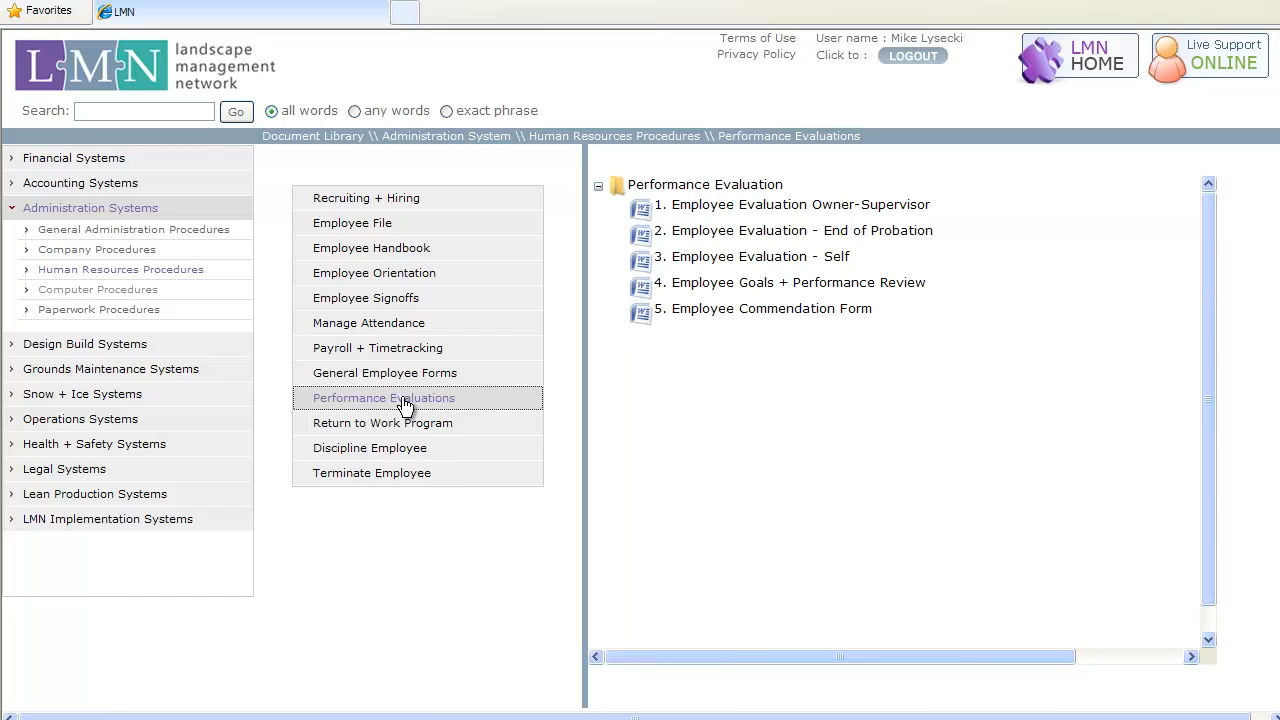 Favorites
LMN
LMN
landscape
management
network
Terms of Use
Privacy Policy
User name : Mike Lysecki
Click to : LOGOUT
LMN
HOME
Live Support
ONLINE
Search: Go all words any words exact phrase
Document Library \\ Administration System \\ Human Resources Procedures \\ Performance Evaluations
Financial Systems
Accounting Systems
Administration Systems
General Administration Procedures
Company Procedures
Human Resources Procedures
Computer Procedures
Paperwork Procedures
Design Build Systems
Grounds Maintenance Systems
Snow + Ice Systems
Operations Systems
Health + Safety Systems
Legal Systems
Lean Production Systems
LMN Implementation Systems
Recruiting + Hiring
Employee File
Employee Handbook
Employee Orientation
Employee Signoffs
Manage Attendance
Payroll + Timetracking
General Employee Forms
Performance Evaluations
Return to Work Program
Discipline Employee
Terminate Employee
Performance Evaluation
1. Employee Evaluation Owner-Supervisor
2. Employee Evaluation - End of Probation
3. Employee Evaluation - Self
4. Employee Goals + Performance Review
5. Employee Commendation Form